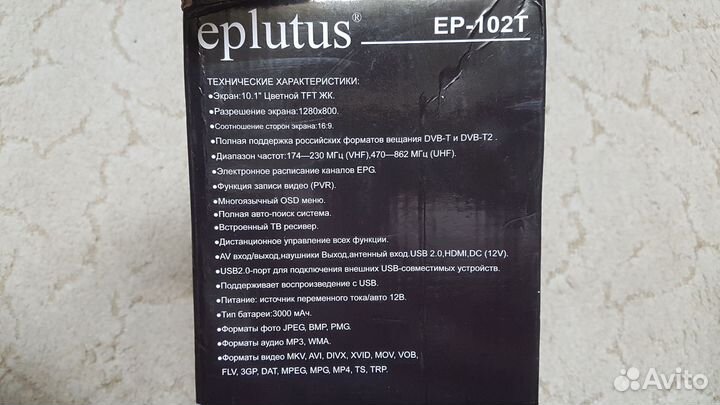 eplutus® EP-102T
ТЕХНИЧЕСКИЕ ХАРАКТЕРИСТИКИ:
●Экран:10.1" Цветной TFT ЖК.
●Разрешение экрана:1280x800.
●Соотношение сторон экрана:16:9.
●Полная поддержка российских форматов вещания DVB-T и DVB-T2 .
●Диапазон частот:174—230 МГц (VHF),470—862 МГц (UHF).
●Электронное расписание каналов EPG.
●Функция записи видео (PVR).
●Многоязычный OSD меню.
●Полная авто-поиск система.
●Встроенный ТВ ресивер.
●Дистанционное управление всех функции.
●AV вход/выход,наушники Выход,антенный вход,USB 2.0,HDMI,DC (12V).
●USB2.0-порт для подключения внешних USB-совместимых устройств.
●Поддерживает воспроизведение с USB.
●Питание: источник переменного тока/авто 12В.
●Тип батареи:3000 мАч.
●Форматы фото JPEG, BMP, PMG.
●Форматы аудио MP3, WMA.
●Форматы видео MKV, AVI, DIVX, XVID, MOV, VOB,
FLV, 3GP, DAT, MPEG, MPG, MP4, TS, TRP.
Avito